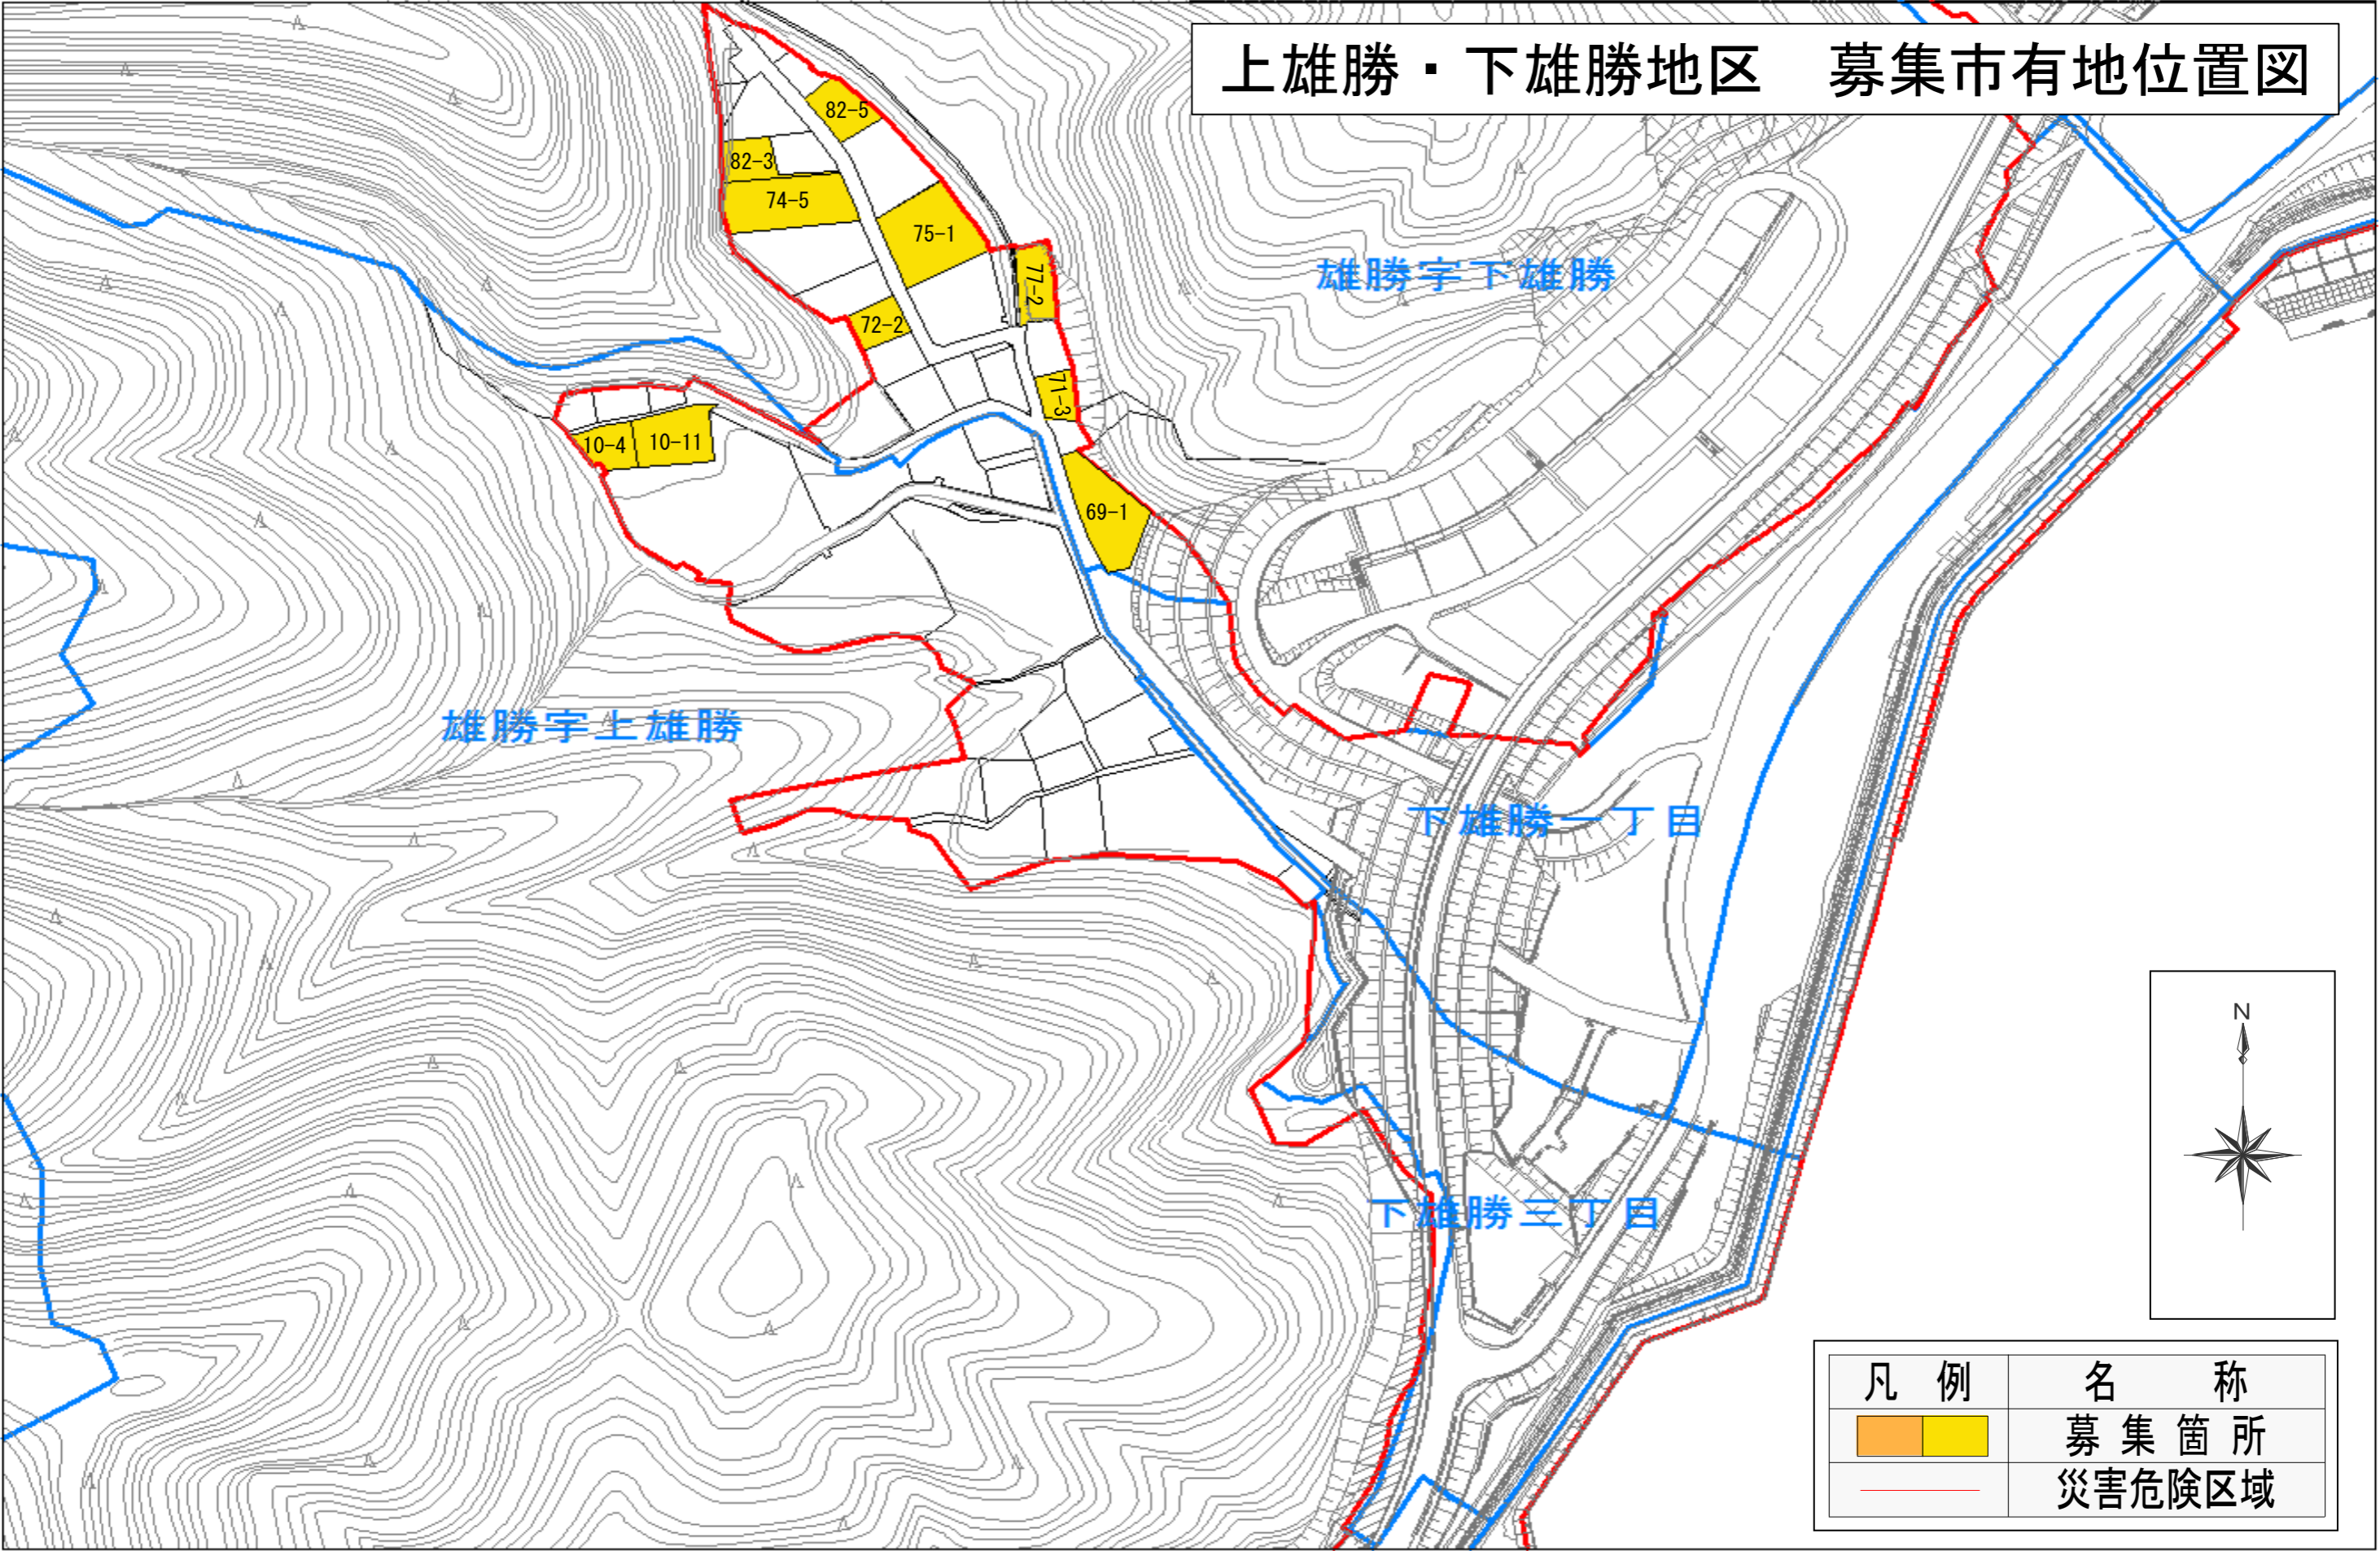 上雄勝・下雄勝地区　募集市有地位置図
82-5
82-3
74-5
75-1
77-2
72-2
71-3
10-4
10-11
69-1
雄勝字下雄勝
雄勝字上雄勝
下雄勝一丁目
下雄勝三丁目
N
凡 例 名 称
募集箇所
災害危険区域